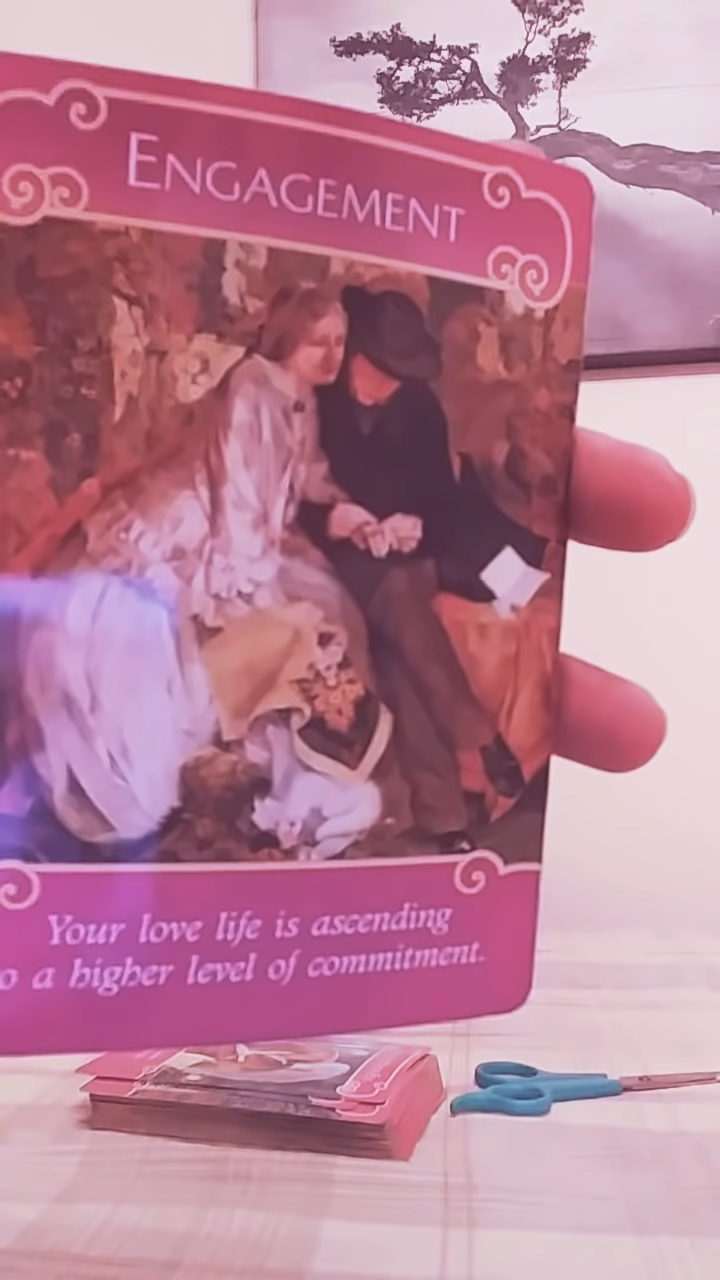 ENGAGEMENT
Your love life is ascending
o a higher level of commitment.